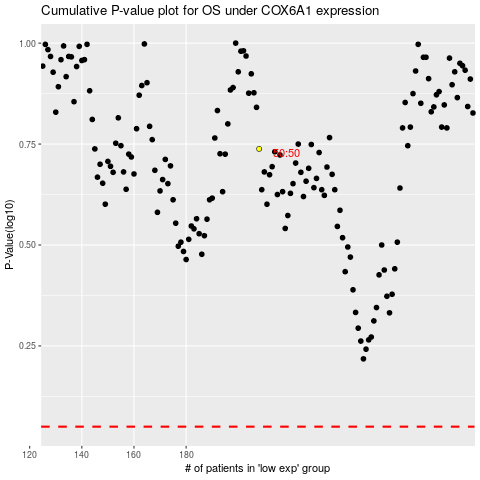 Cumulative P-value plot for OS under COX6A1 expression
P-Value(log10)
1.00
0.75
0.50
0.25
50:50
120 140 160 180
# of patients in 'low exp' group